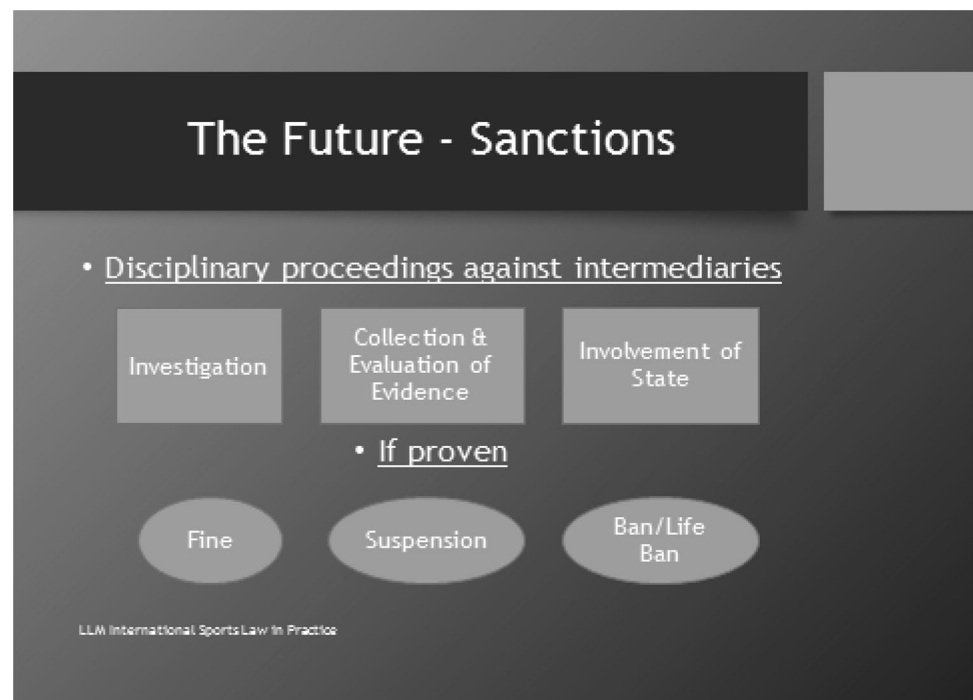 The Future - Sanctions
• Disciplinary proceedings against intermediaries
Investigation
Collection &
Evaluation of
Evidence
Involvement of
State
• If proven
Fine
Suspension
Ban/Life
Ban
LLM International Sports Law in Practice